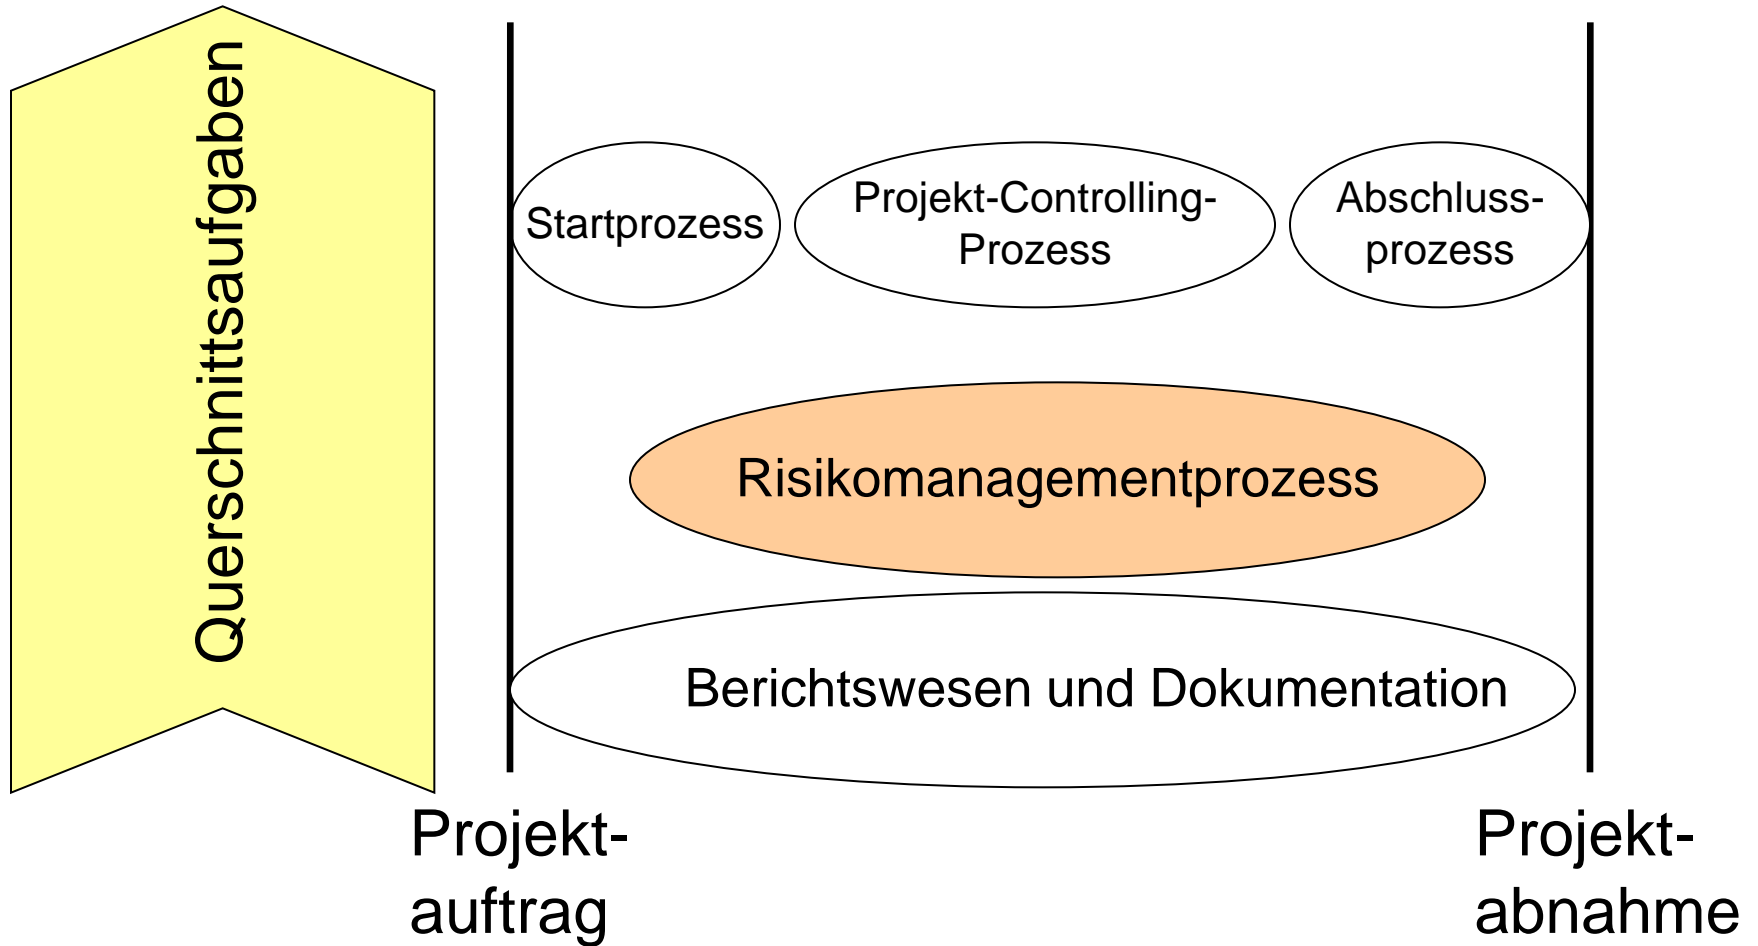 Querschnittsaufgaben
Startprozess
Projekt-Controlling-
Prozess
Abschluss-
prozess
Risikomanagementprozess
Berichtswesen und Dokumentation
Projekt-
auftrag
Projekt-
abnahme